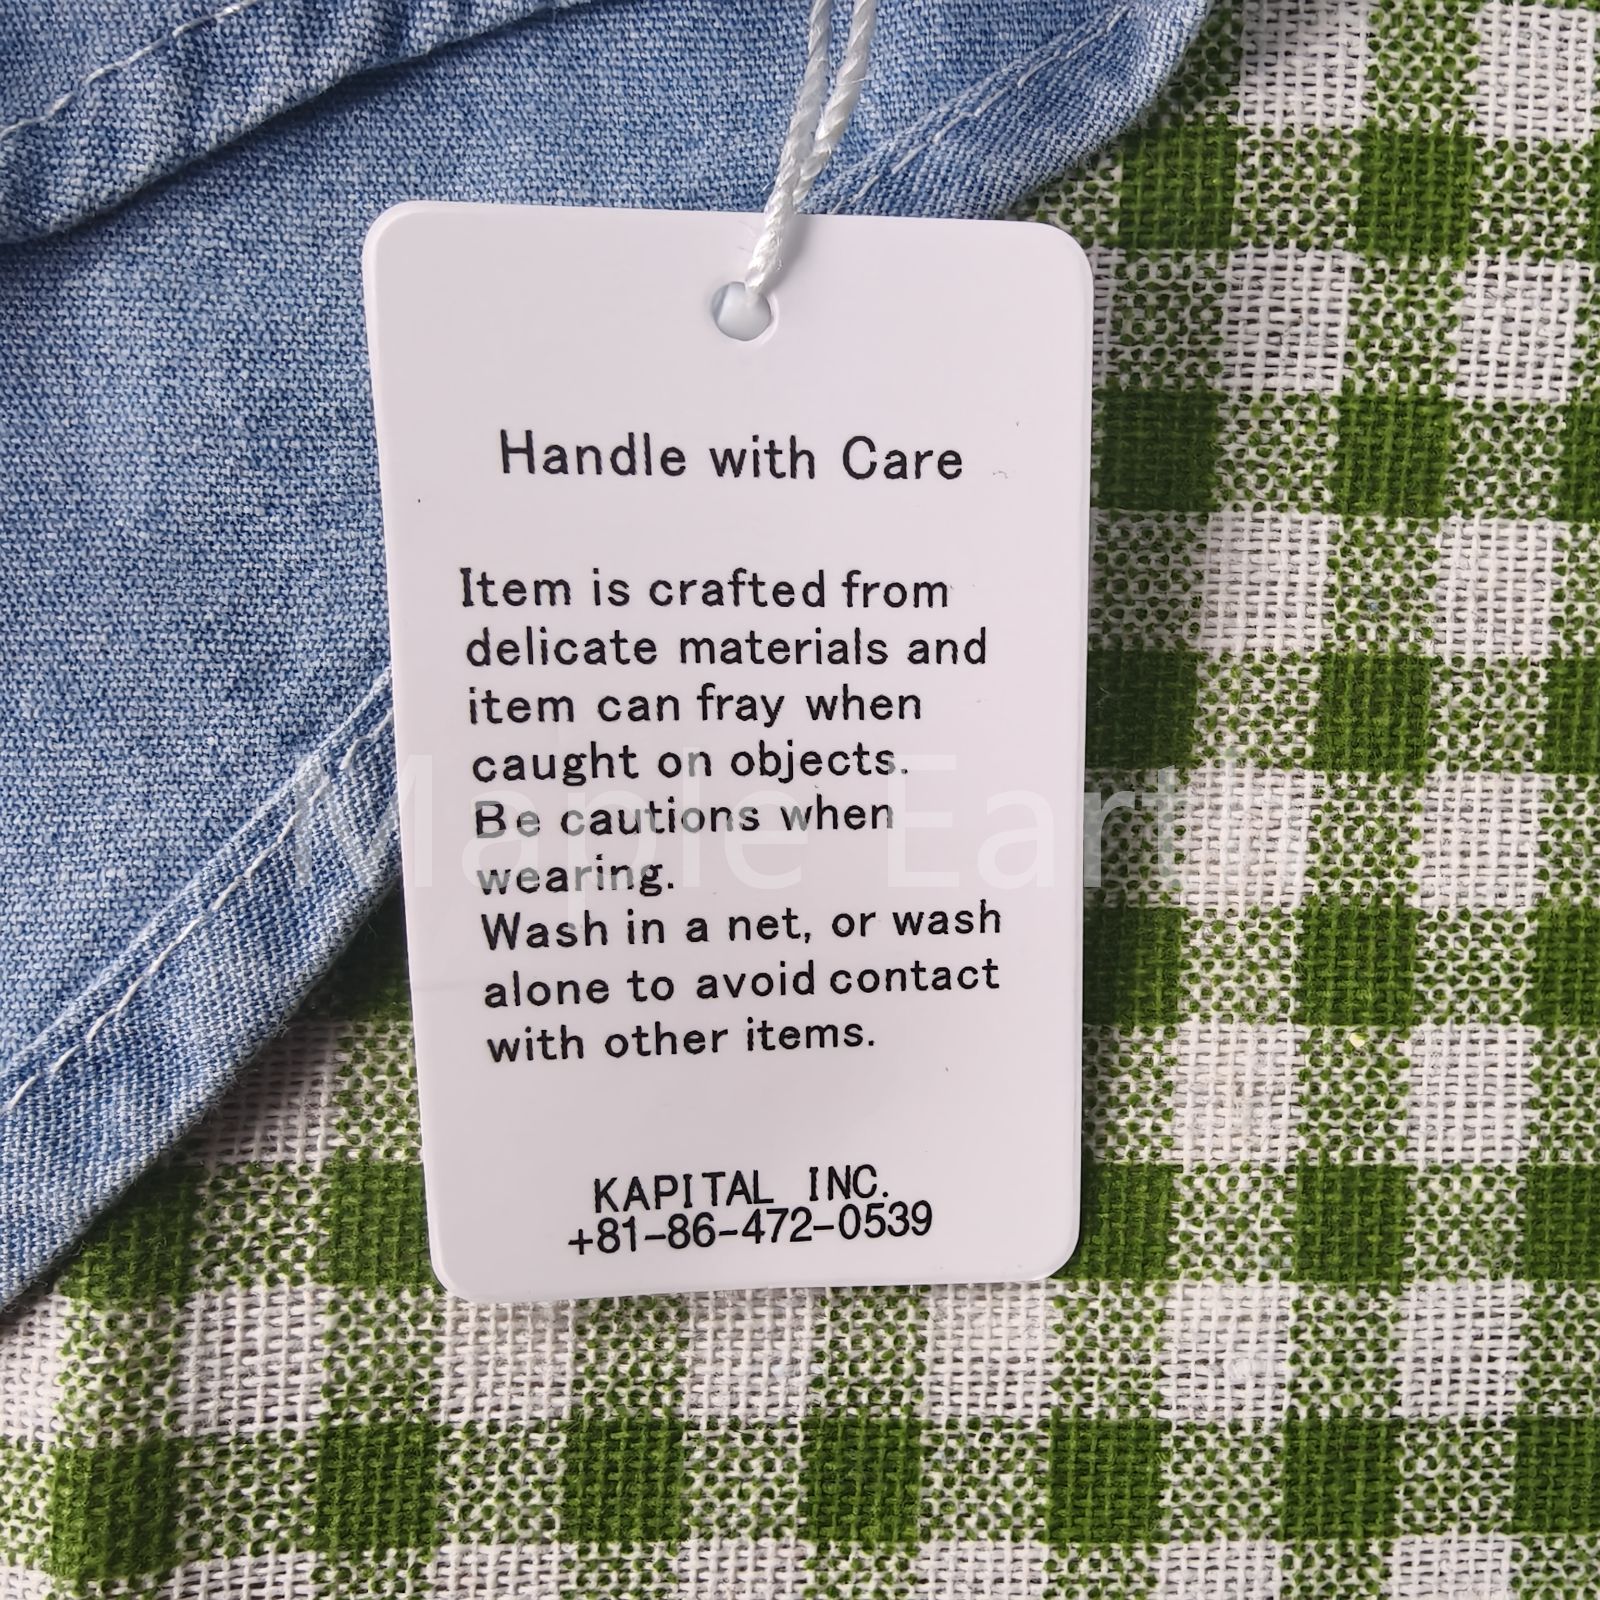 Handle with Care
Item is crafted from
delicate materials and
item can fray when
caught on objects.
Be cautions when
wearing.
Wash in a net, or wash
alone to avoid contact
with other items.
KAPITAL INC.
+81-86-472-0539
Maple Earth